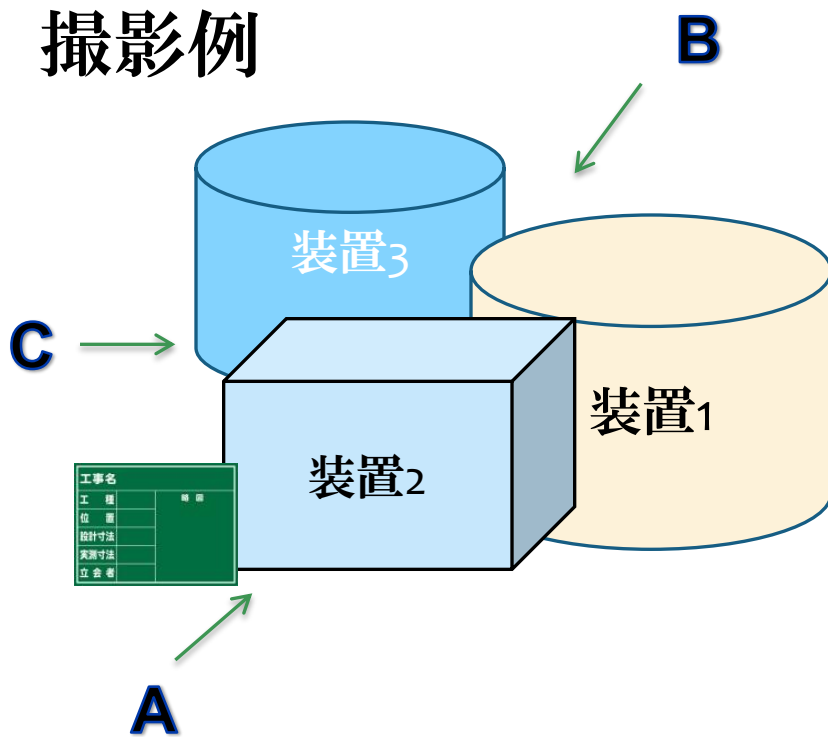 撮影例
B
装置3
C
装置1
装置2
工事名
工 種
略 図
位 置
設計寸法
実測寸法
立 会 者
A